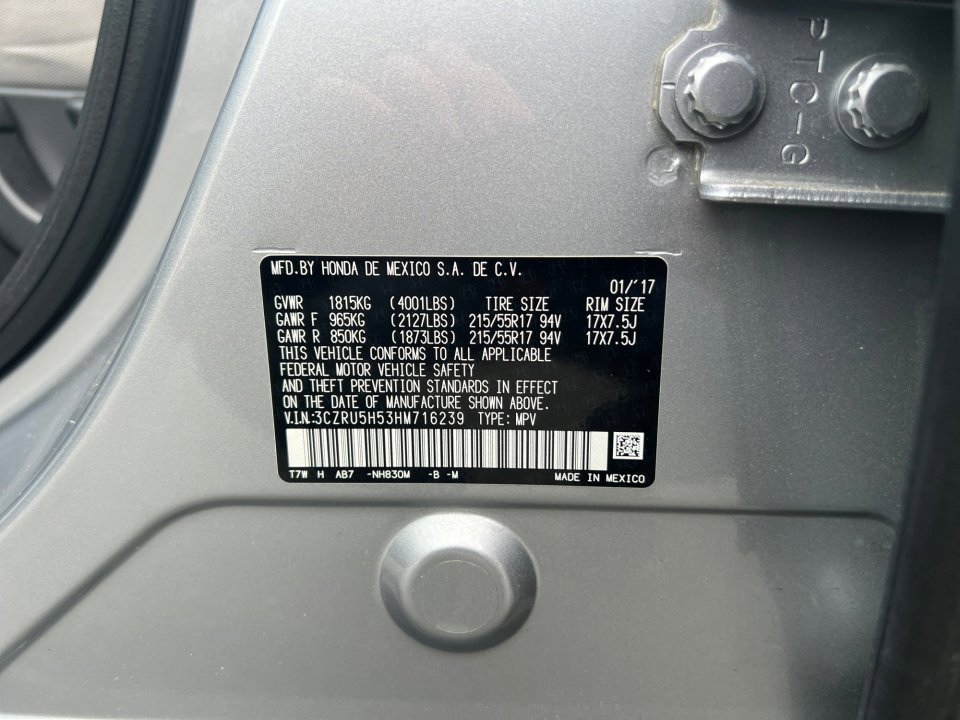 PTC-G
MFD.BY HONDA DE MEXICO S.A. DE C.V.
01/'17
GVWR 1815KG (4001LBS) TIRE SIZE RIM SIZE
GAWR F 965KG (2127LBS) 215/55R17 94V 17X7.5J
GAWR R 850KG (1873LBS) 215/55R17 94V 17X7.5J
THIS VEHICLE CONFORMS TO ALL APPLICABLE
FEDERAL MOTOR VEHICLE SAFETY
AND THEFT PREVENTION STANDARDS IN EFFECT
ON THE DATE OF MANUFACTURE SHOWN ABOVE.
V.I.N.:3CZRU5H53HM716239 TYPE: MPV
T7W H AB7 -NH830M -B -M MADE IN MEXICO